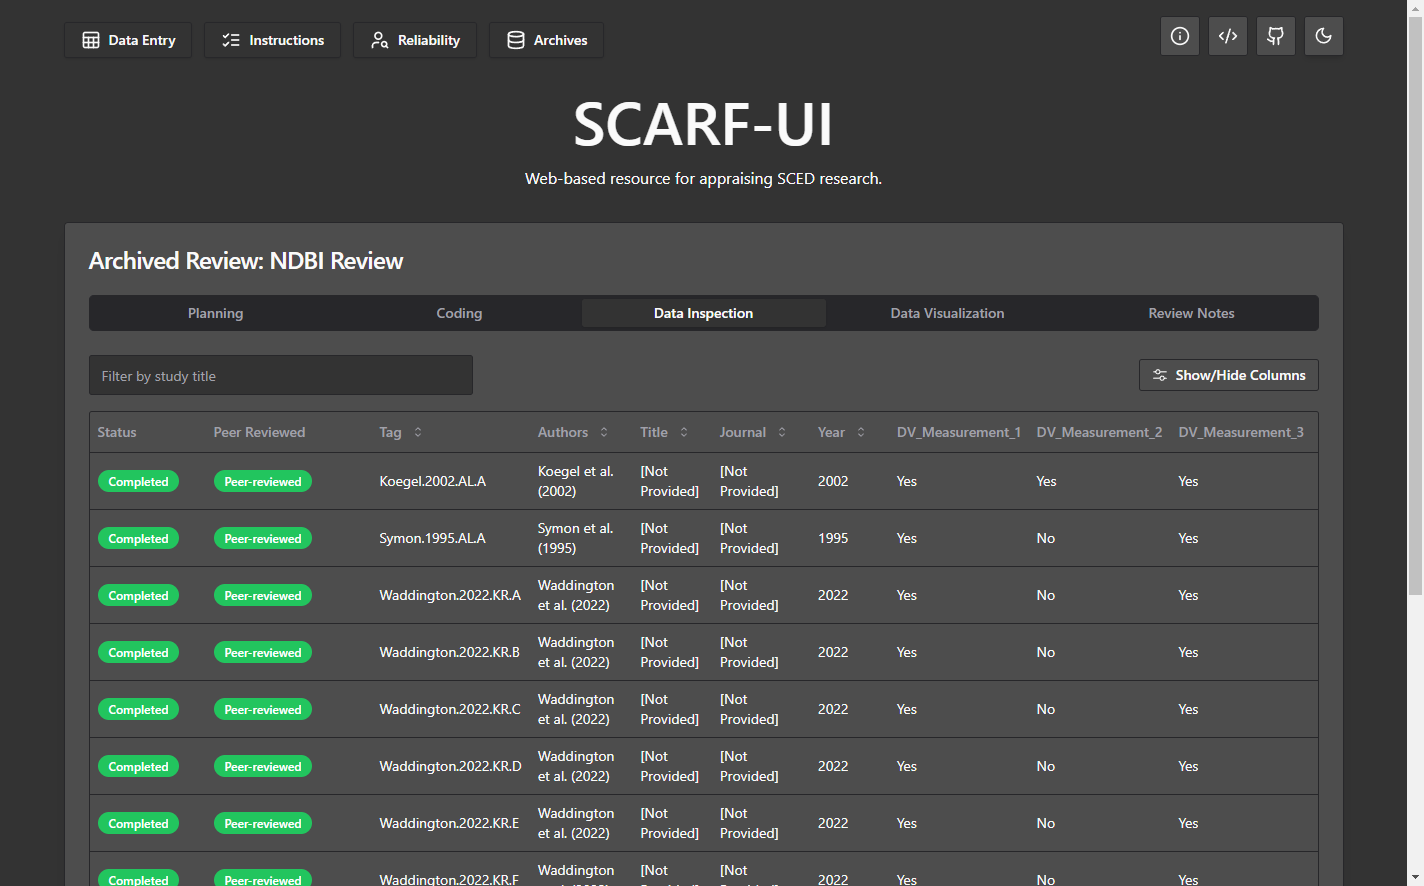 Data Entry Instructions Reliability Archives
SCARF-UI
Web-based resource for appraising SCED research.
Archived Review: NDBI Review
Planning Coding Data Inspection Data Visualization Review Notes
Filter by study title Show/Hide Columns
Status Peer Reviewed Tag Authors Title Journal Year DV_Measurement_1 DV_Measurement_2 DV_Measurement_3
Completed Peer-reviewed Koegel.2002.AL.A Koegel et al. (2002) [Not Provided] [Not Provided] 2002 Yes Yes Yes
Completed Peer-reviewed Symon.1995.AL.A Symon et al. (1995) [Not Provided] [Not Provided] 1995 Yes No Yes
Completed Peer-reviewed Waddington.2022.KR.A Waddington et al. (2022) [Not Provided] [Not Provided] 2022 Yes No Yes
Completed Peer-reviewed Waddington.2022.KR.B Waddington et al. (2022) [Not Provided] [Not Provided] 2022 Yes No Yes
Completed Peer-reviewed Waddington.2022.KR.C Waddington et al. (2022) [Not Provided] [Not Provided] 2022 Yes No Yes
Completed Peer-reviewed Waddington.2022.KR.D Waddington et al. (2022) [Not Provided] [Not Provided] 2022 Yes No Yes
Completed Peer-reviewed Waddington.2022.KR.E Waddington et al. (2022) [Not Provided] [Not Provided] 2022 Yes No Yes
Completed Peer-reviewed Waddington.2022.KR.F Waddington [Not [Not 2022 Yes No Yes